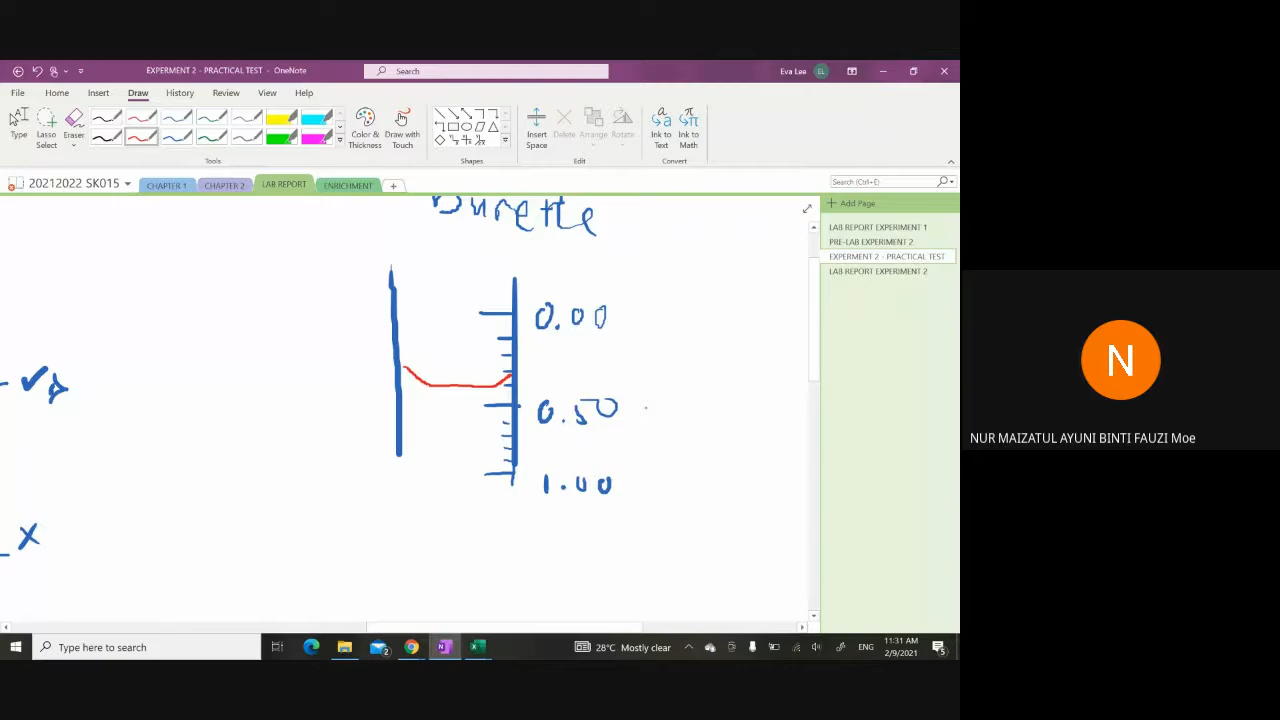 EXPERMENT 2 - PRACTICAL TEST - OneNote
Search
Eva Lee
EL
File Home Insert Draw History Review View Help
Type
Lasso Select
Eraser
Color & Thickness
Draw with Touch
Insert Space
Delete
Arrange
Rotate
Ink to Text
Ink to Math
Tools
Shapes
Edit
Convert
20212022 SK015
CHAPTER 1
CHAPTER 2
LAB REPORT
ENRICHMENT
Search (Ctrl+E)
Add Page
LAB REPORT EXPERIMENT 1
PRE-LAB EXPERIMENT 2
EXPERMENT 2 - PRACTICAL TEST
LAB REPORT EXPERIMENT 2
Burette
0.00
0.50
1.00
X
N
NUR MAIZATUL AYUNI BINTI FAUZI Moe
Type here to search
2
28°C Mostly clear
ENG
11:31 AM
2/9/2021
5